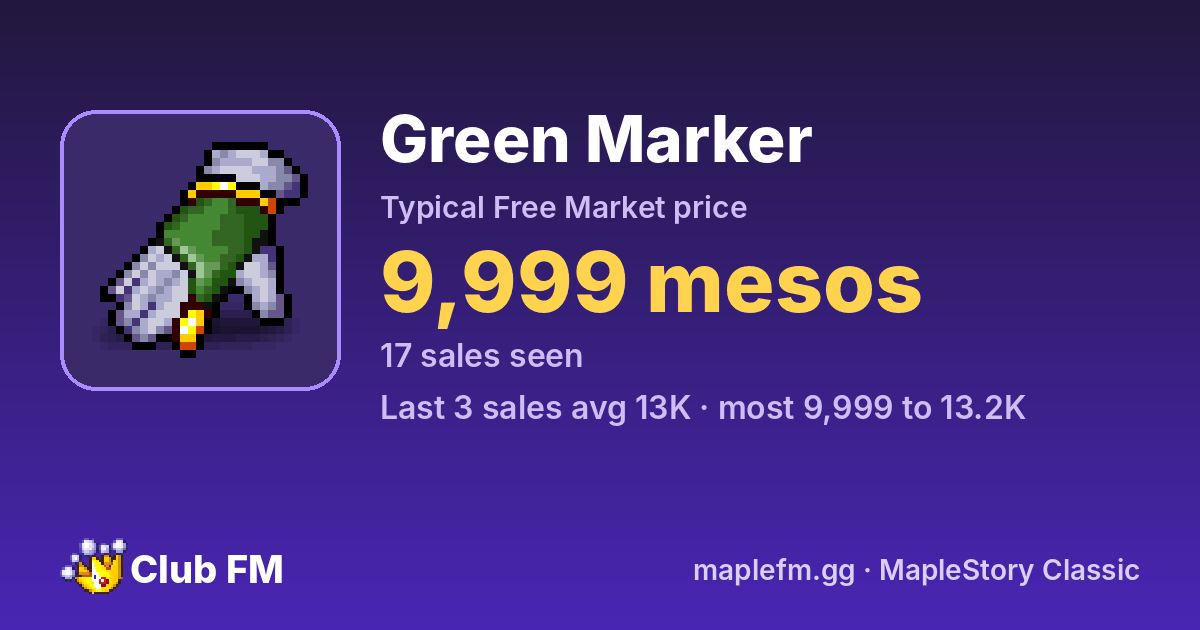 Green Marker
Typical Free Market price
9,999 mesos
17 sales seen
Last 3 sales avg 13K · most 9,999 to 13.2K
Club FM
maplefm.gg · MapleStory Classic